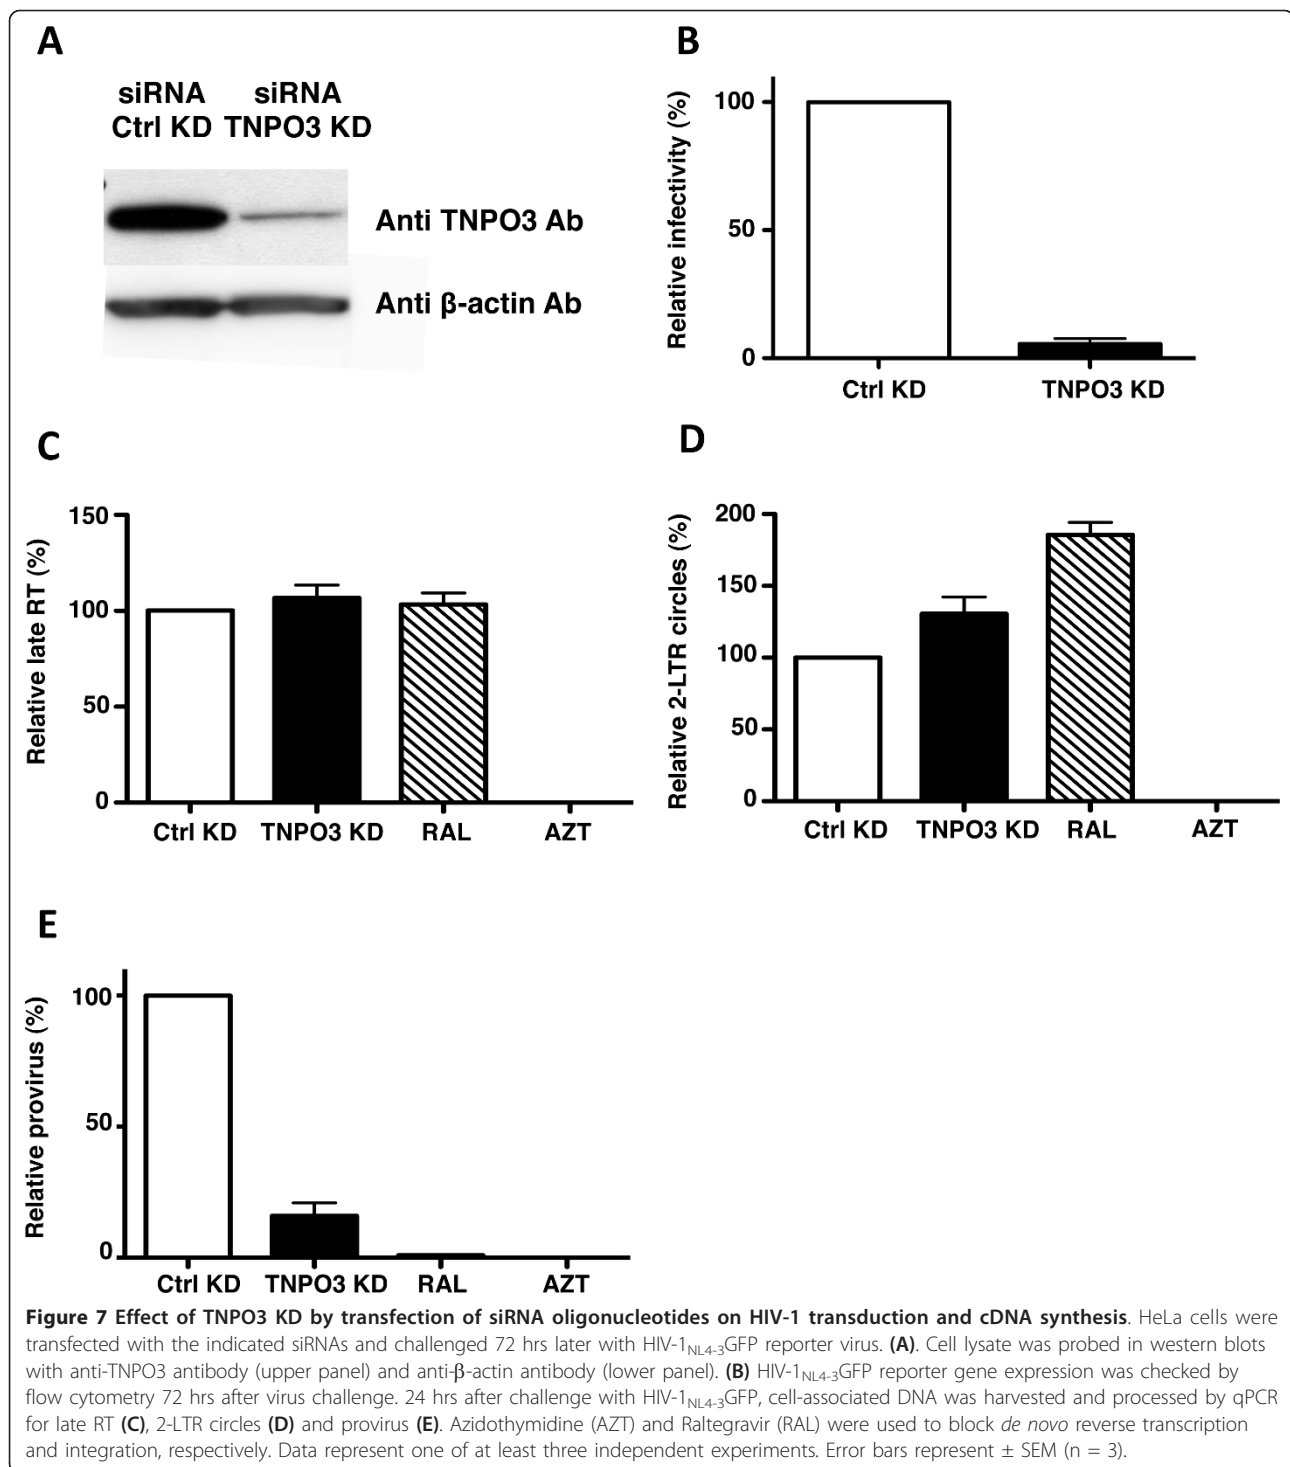 A
siRNA siRNA
Ctrl KD TNPO3 KD
Anti TNPO3 Ab
Anti β-actin Ab
B
Relative infectivity (%)
100
50
0
Ctrl KD TNPO3 KD
C
Relative late RT (%)
150
100
50
0
Ctrl KD TNPO3 KD RAL AZT
D
Relative 2-LTR circles (%)
200
150
100
50
0
Ctrl KD TNPO3 KD RAL AZT
E
Relative provirus (%)
100
50
0
Ctrl KD TNPO3 KD RAL AZT
Figure 7 Effect of TNPO3 KD by transfection of siRNA oligonucleotides on HIV-1 transduction and cDNA synthesis. HeLa cells were
transfected with the indicated siRNAs and challenged 72 hrs later with HIV-1NL4-3GFP reporter virus. (A). Cell lysate was probed in western blots
with anti-TNPO3 antibody (upper panel) and anti-β-actin antibody (lower panel). (B) HIV-1NL4-3GFP reporter gene expression was checked by
flow cytometry 72 hrs after virus challenge. 24 hrs after challenge with HIV-1NL4-3GFP, cell-associated DNA was harvested and processed by qPCR
for late RT (C), 2-LTR circles (D) and provirus (E). Azidothymidine (AZT) and Raltegravir (RAL) were used to block de novo reverse transcription
and integration, respectively. Data represent one of at least three independent experiments. Error bars represent ± SEM (n = 3).